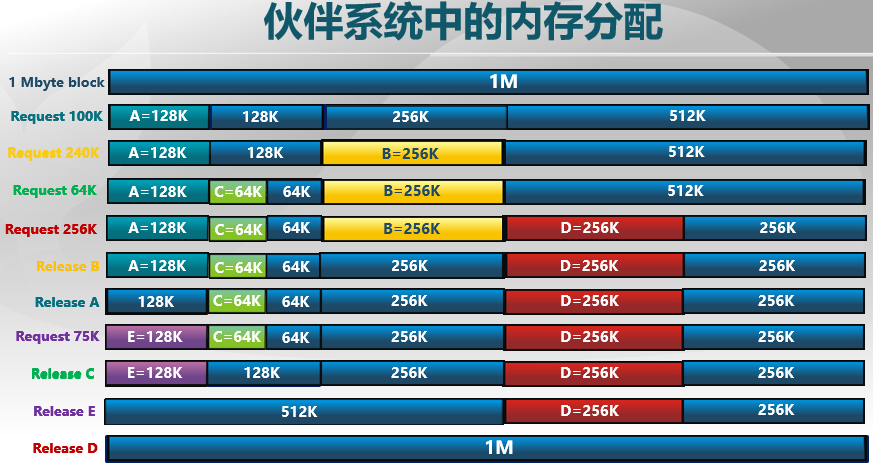 伙伴系统中的内存分配
1 Mbyte block 1M
Request 100K A=128K 128K 256K 512K
Request 240K A=128K 128K B=256K 512K
Request 64K A=128K C=64K 64K B=256K 512K
Request 256K A=128K C=64K 64K B=256K D=256K 256K
Release B A=128K C=64K 64K 256K D=256K 256K
Release A 128K C=64K 64K 256K D=256K 256K
Request 75K E=128K C=64K 64K 256K D=256K 256K
Release C E=128K 128K 256K D=256K 256K
Release E 512K D=256K 256K
Release D 1M